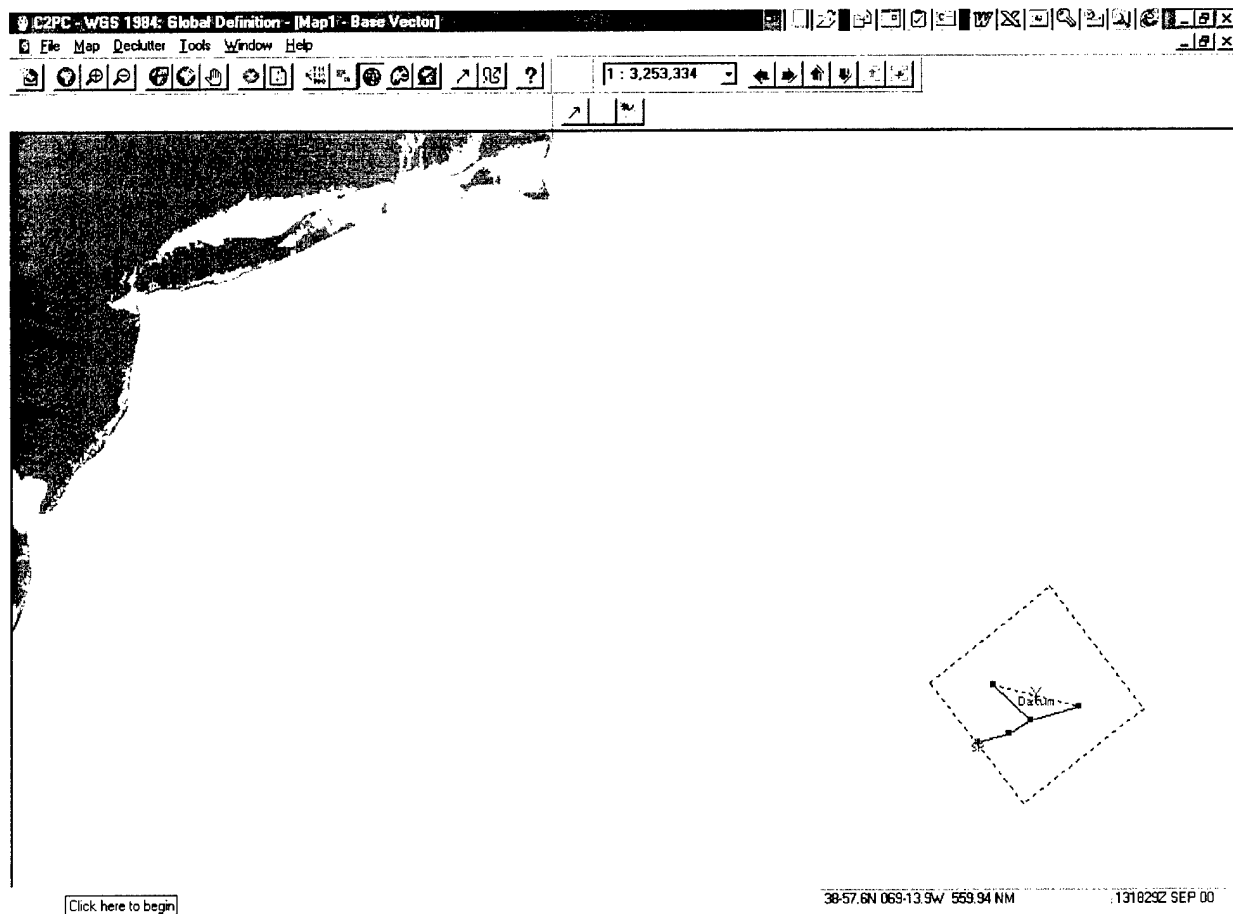 C2PC - WGS 1984: Global Definition - [Map1 - Base Vector]
File Map Declutter Tools Window Help
1 : 3,253,334
Datum
Click here to begin
38-57.6N 069-13.9W 559.94 NM
131829Z SEP 00